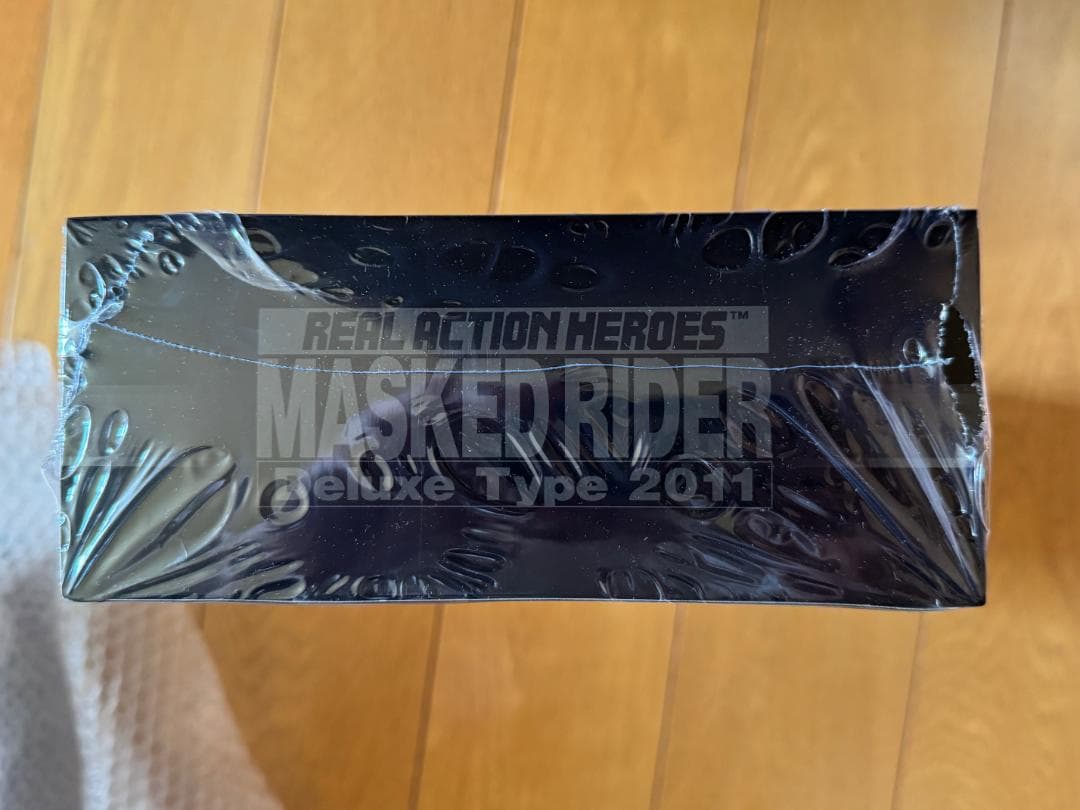 REAL ACTION HEROES™
MASKED RIDER
Deluxe Type 2011